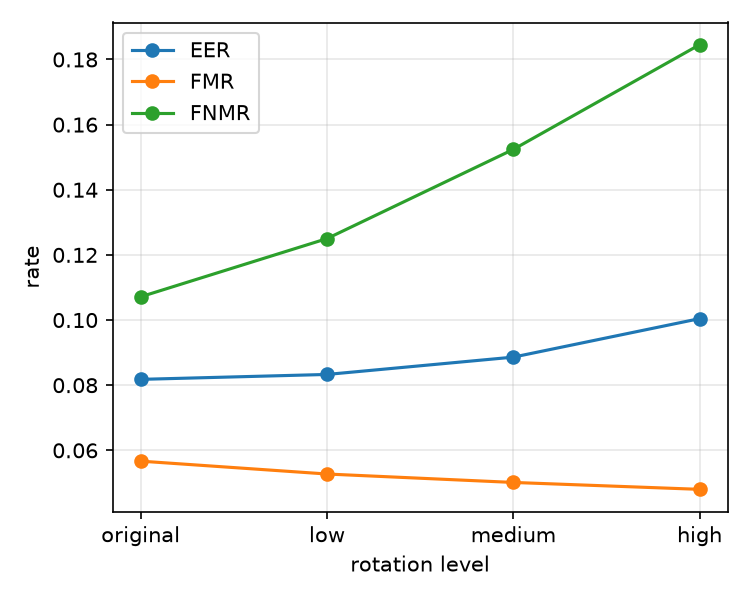 EER
FMR
FNMR
0.18
0.16
0.14
0.12
0.10
0.08
0.06
rate
original low medium high
rotation level